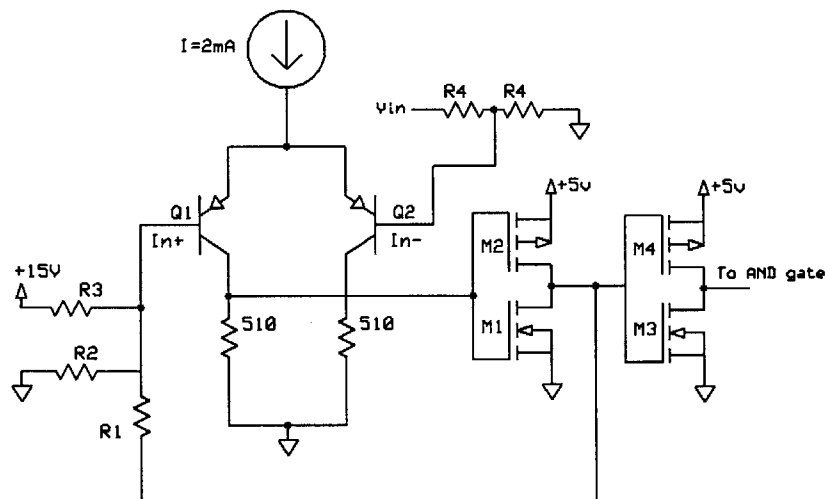 I=2mA
R4 R4
Vin
+5v +5v
Q1 Q2
M2 M4
In+ In-
+15V
To AND gate
R3
510 510
M1 M3
R2
R1